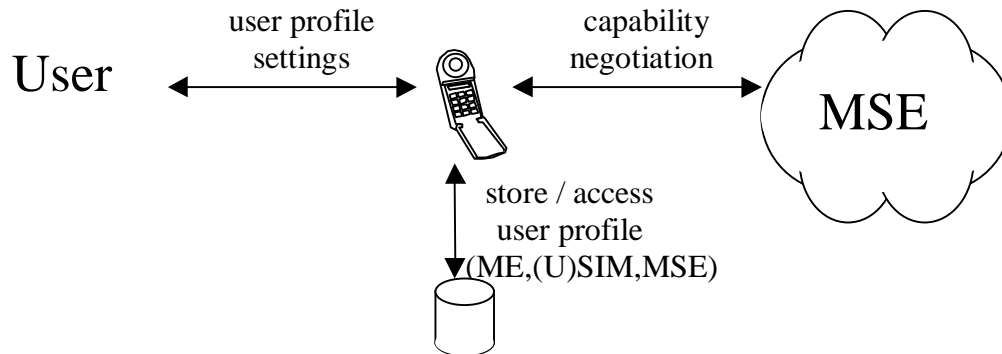 user profile
settings
capability
negotiation
User
MSE
store / access
user profile
(ME,(U)SIM,MSE)